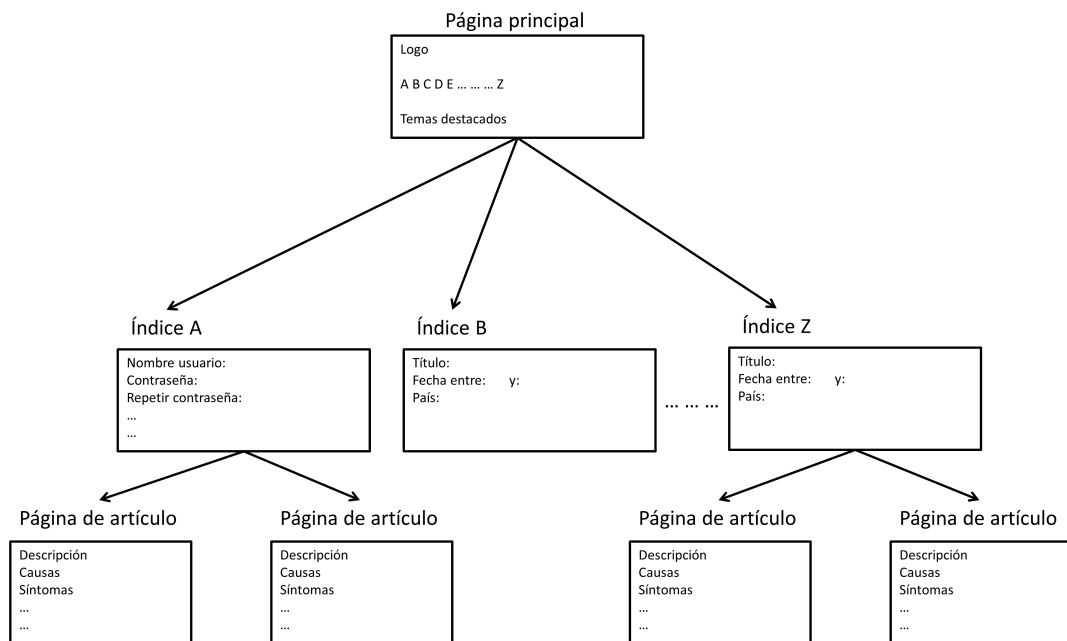 Página principal
Logo
A B C D E ... ... ... Z
Temas destacados
Índice A
Nombre usuario:
Contraseña:
Repetir contraseña:
...
...
Índice B
Título:
Fecha entre: y:
País:
... ... ...
Índice Z
Título:
Fecha entre: y:
País:
Página de artículo
Descripción
Causas
Síntomas
...
...
Página de artículo
Descripción
Causas
Síntomas
...
...
Página de artículo
Descripción
Causas
Síntomas
...
...
Página de artículo
Descripción
Causas
Síntomas
...
...